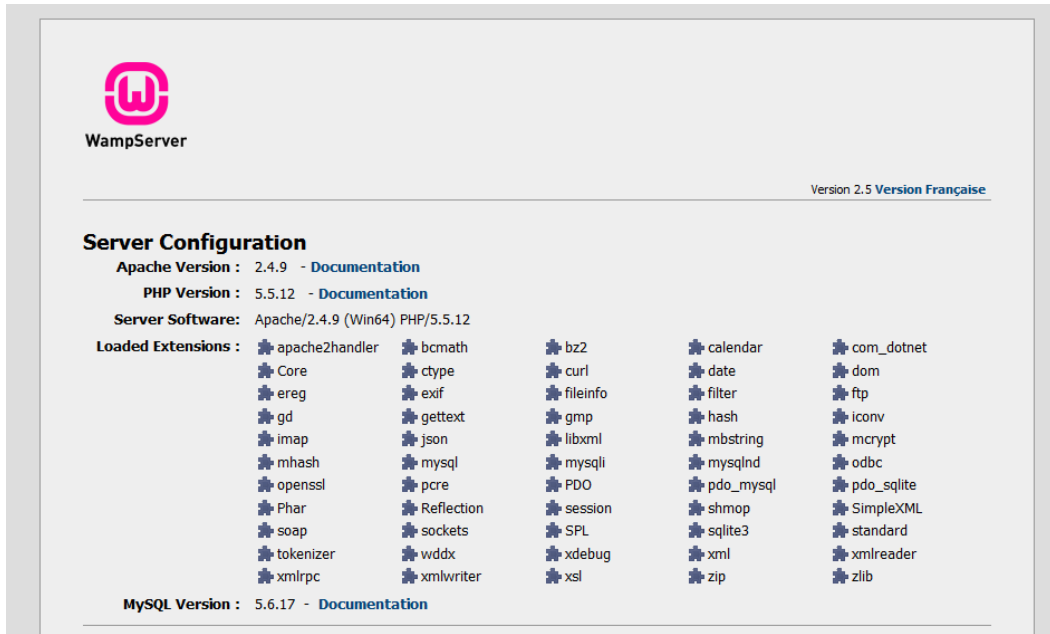 WampServer
Version 2.5 Version Française
Server Configuration
Apache Version : 2.4.9 - Documentation
PHP Version : 5.5.12 - Documentation
Server Software: Apache/2.4.9 (Win64) PHP/5.5.12
Loaded Extensions : apache2handler bcmath bz2 calendar com_dotnet
Core ctype curl date dom
ereg exif fileinfo filter ftp
gd gettext gmp hash iconv
imap json libxml mbstring mcrypt
mhash mysql mysqli mysqlnd odbc
openssl pcre PDO pdo_mysql pdo_sqlite
Phar Reflection session shmop SimpleXML
soap sockets SPL sqlite3 standard
tokenizer wddx xdebug xml xmlreader
xmlrpc xmlwriter xsl zip zlib
MySQL Version : 5.6.17 - Documentation